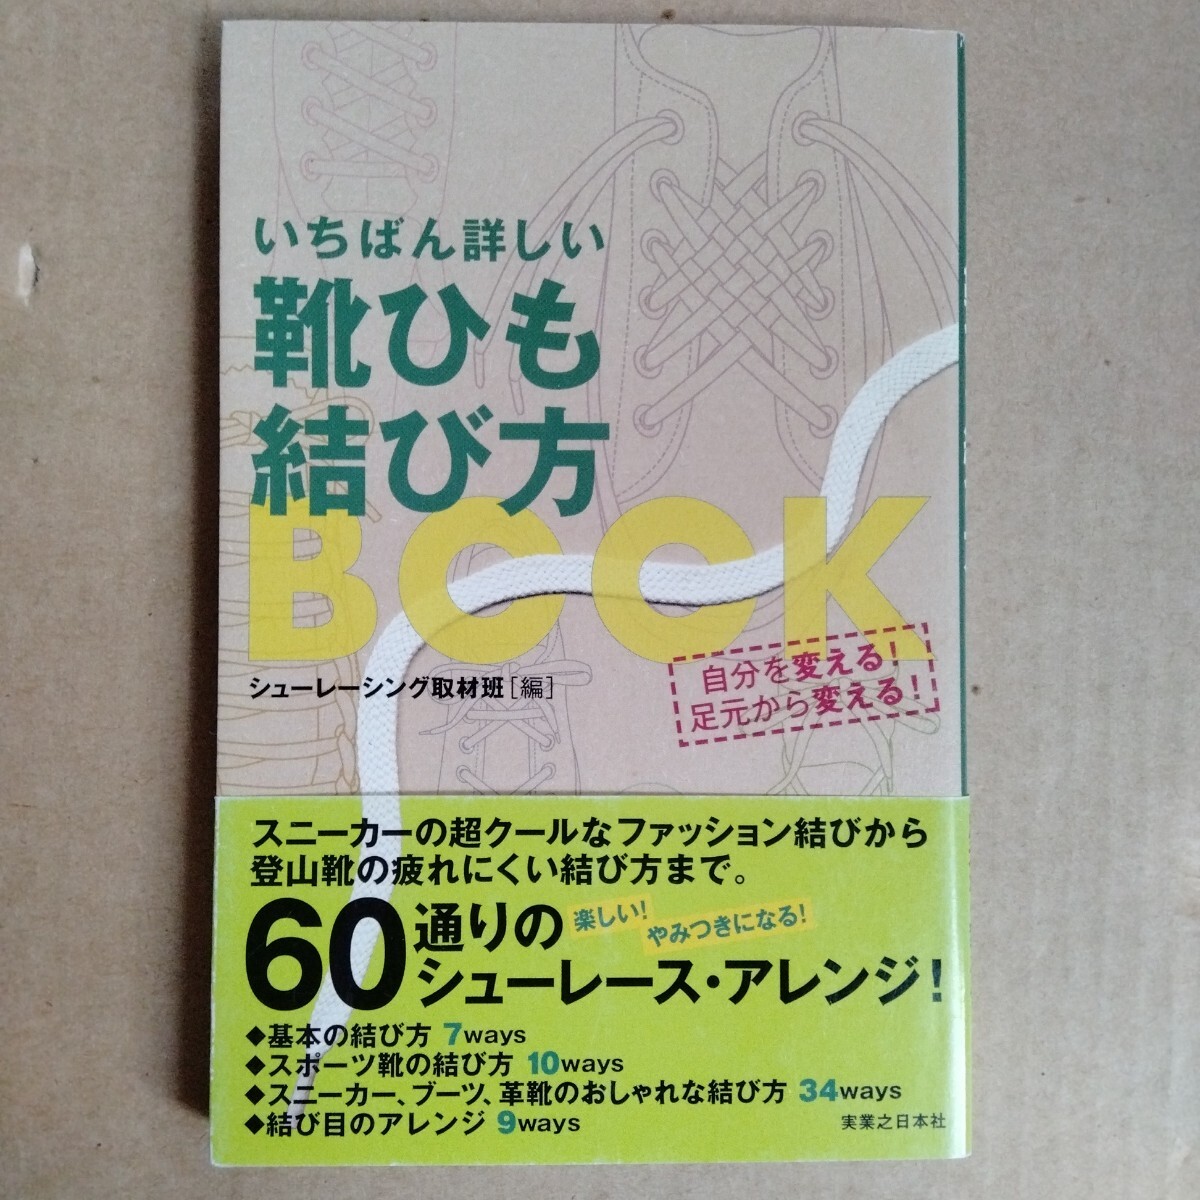 いちばん詳しい
靴ひも
結び方
BOOK
シューレーシング取材班[編]
自分を変える!
足元から変える!
スニーカーの超クールなファッション結びから
登山靴の疲れにくい結び方まで。
60通りの
楽しい!
やみつきになる!
シューレース・アレンジ!
◆基本の結び方 7ways
◆スポーツ靴の結び方 10ways
◆スニーカー、ブーツ、革靴のおしゃれな結び方 34ways
◆結び目のアレンジ 9ways
実業之日本社